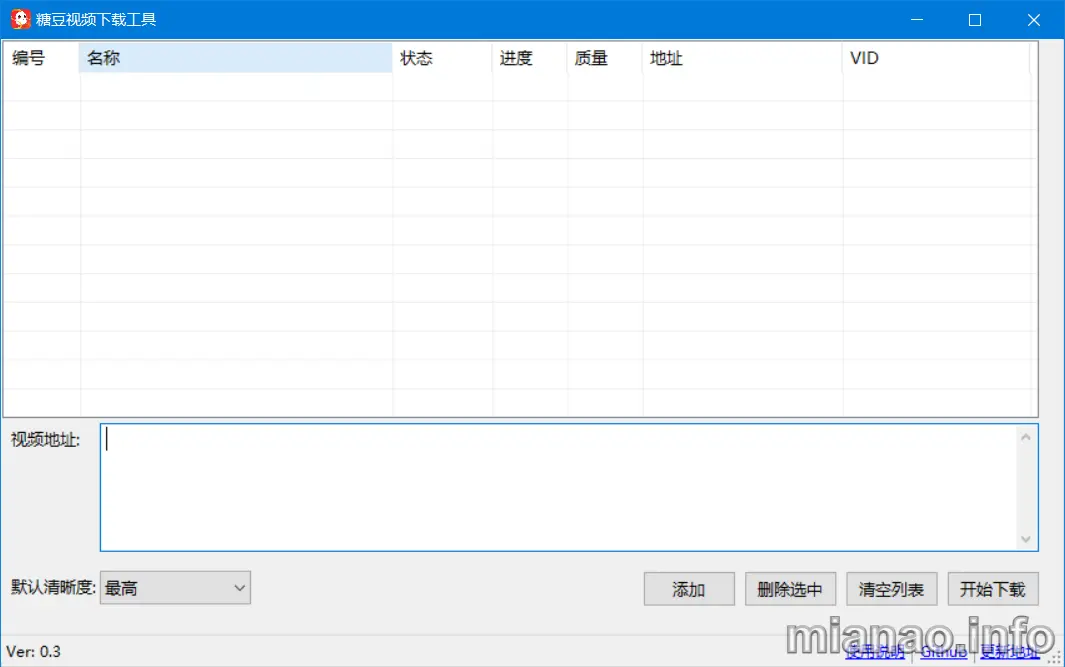 糖豆视频下载工具
编号 名称 状态 进度 质量 地址 VID
视频地址:
默认清晰度: 最高 添加 删除选中 清空列表 开始下载
mianao.info
Ver: 0.3 使用说明 Github 更新地址